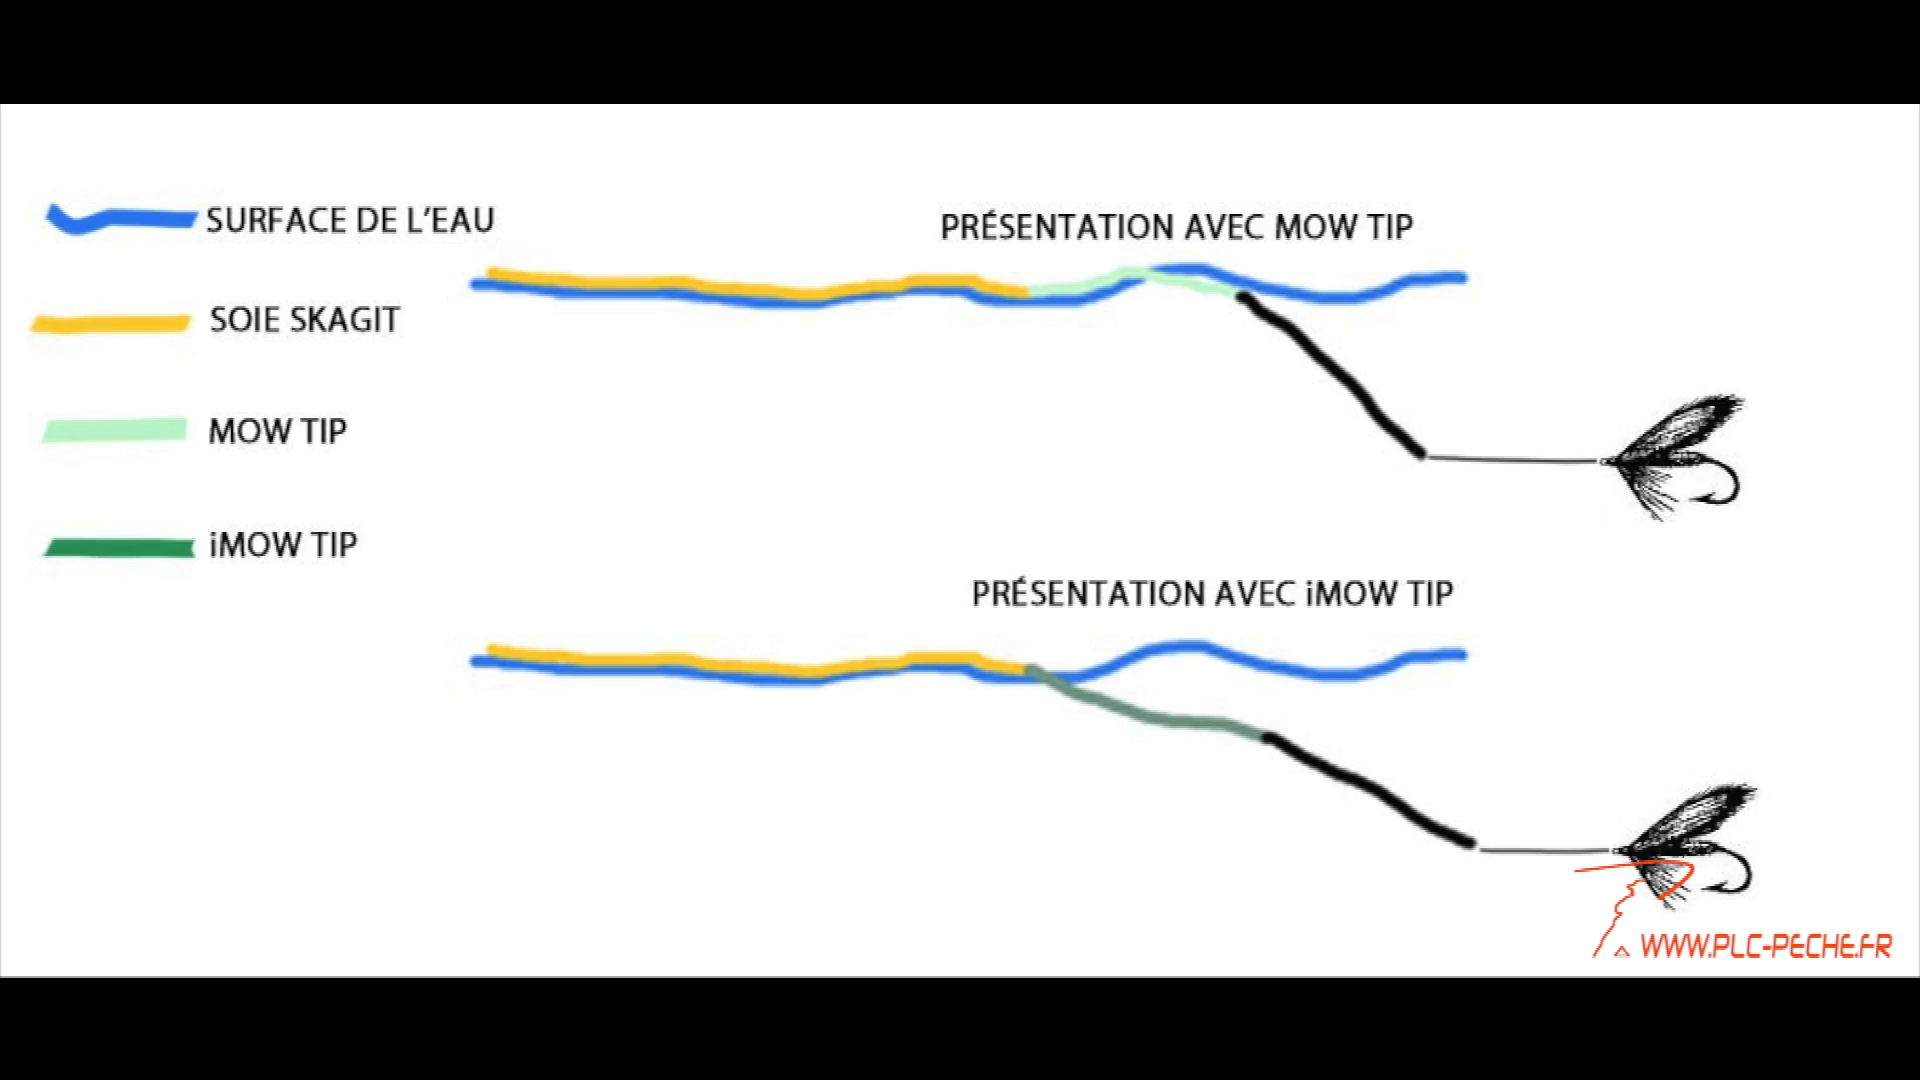 SURFACE DE L'EAU
SOIE SKAGIT
MOW TIP
iMOW TIP
PRÉSENTATION AVEC MOW TIP
PRÉSENTATION AVEC iMOW TIP
WWW.PLC-PECHE.FR